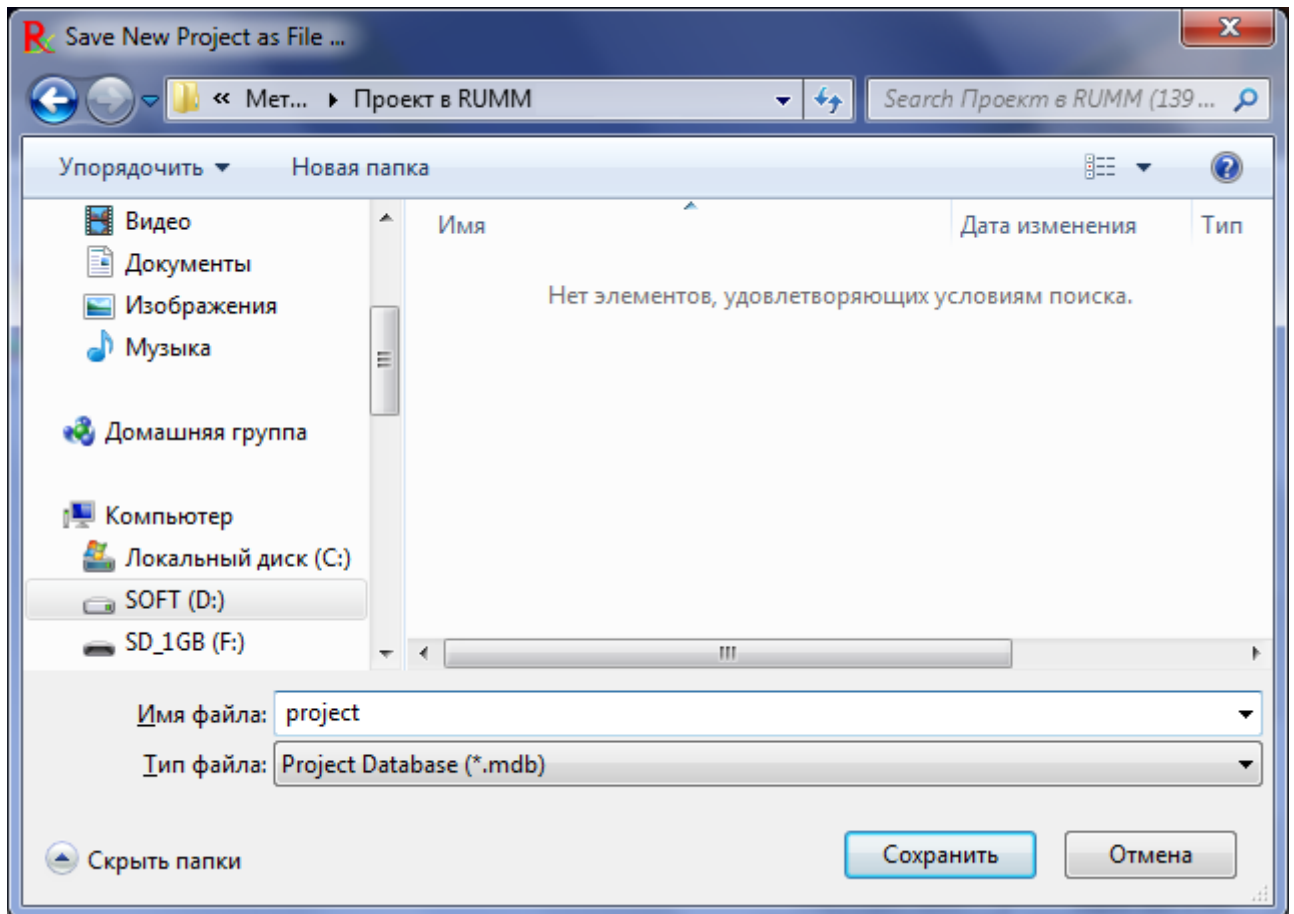 Save New Project as File ...
« Мет... Проект в RUMM
Search Проект в RUMM (139 ...
Упорядочить Новая папка
Имя Дата изменения Тип
Видео
Документы
Изображения
Музыка
Домашняя группа
Компьютер
Локальный диск (C:)
SOFT (D:)
SD_1GB (F:)
Нет элементов, удовлетворяющих условиям поиска.
Имя файла: project
Тип файла: Project Database (*.mdb)
Скрыть папки
Сохранить Отмена